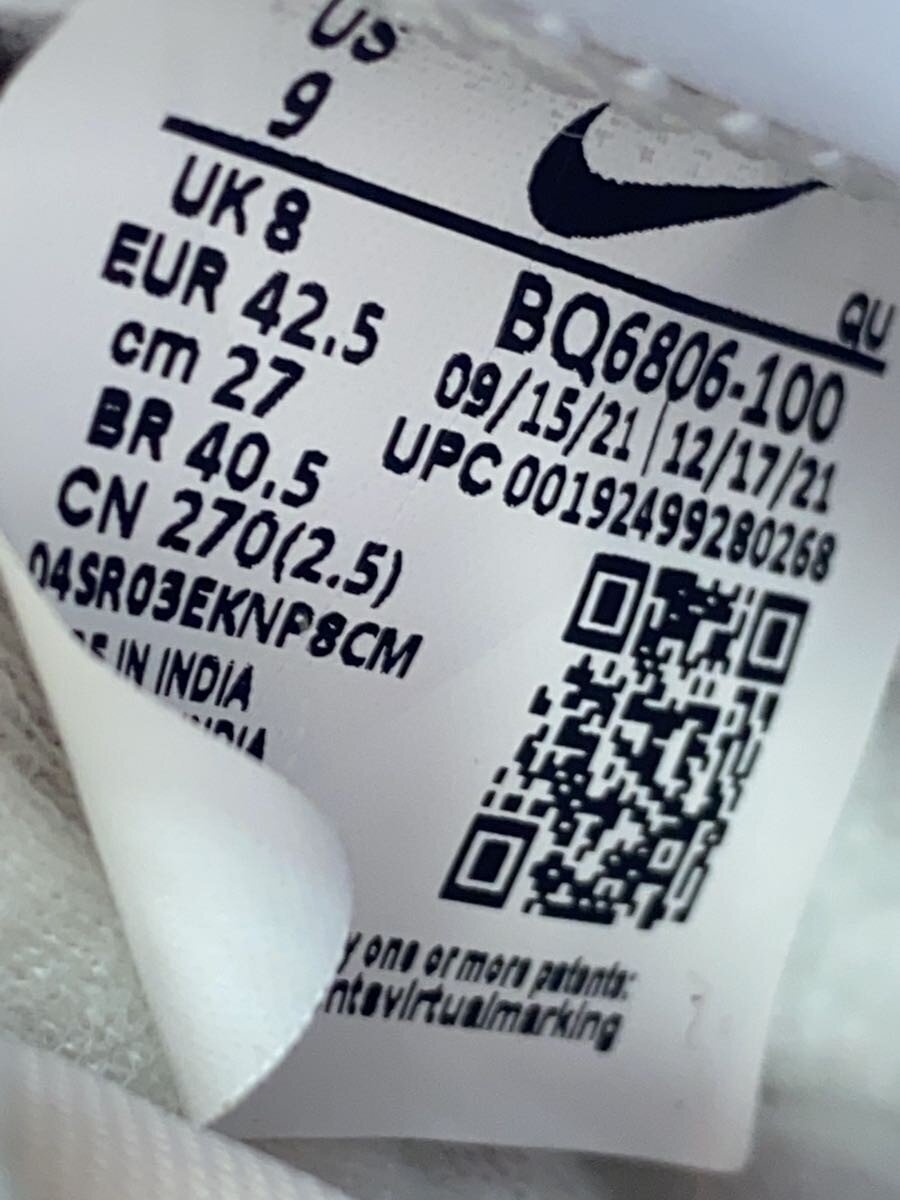 US
9
UK 8
EUR 42.5
cm 27
BR 40.5
CN 270(2.5)
04SR03EKNP8CM
IN INDIA
QU
BQ6806-100
09/15/21 | 12/17/21
UPC 00192499280268
one or more patents: